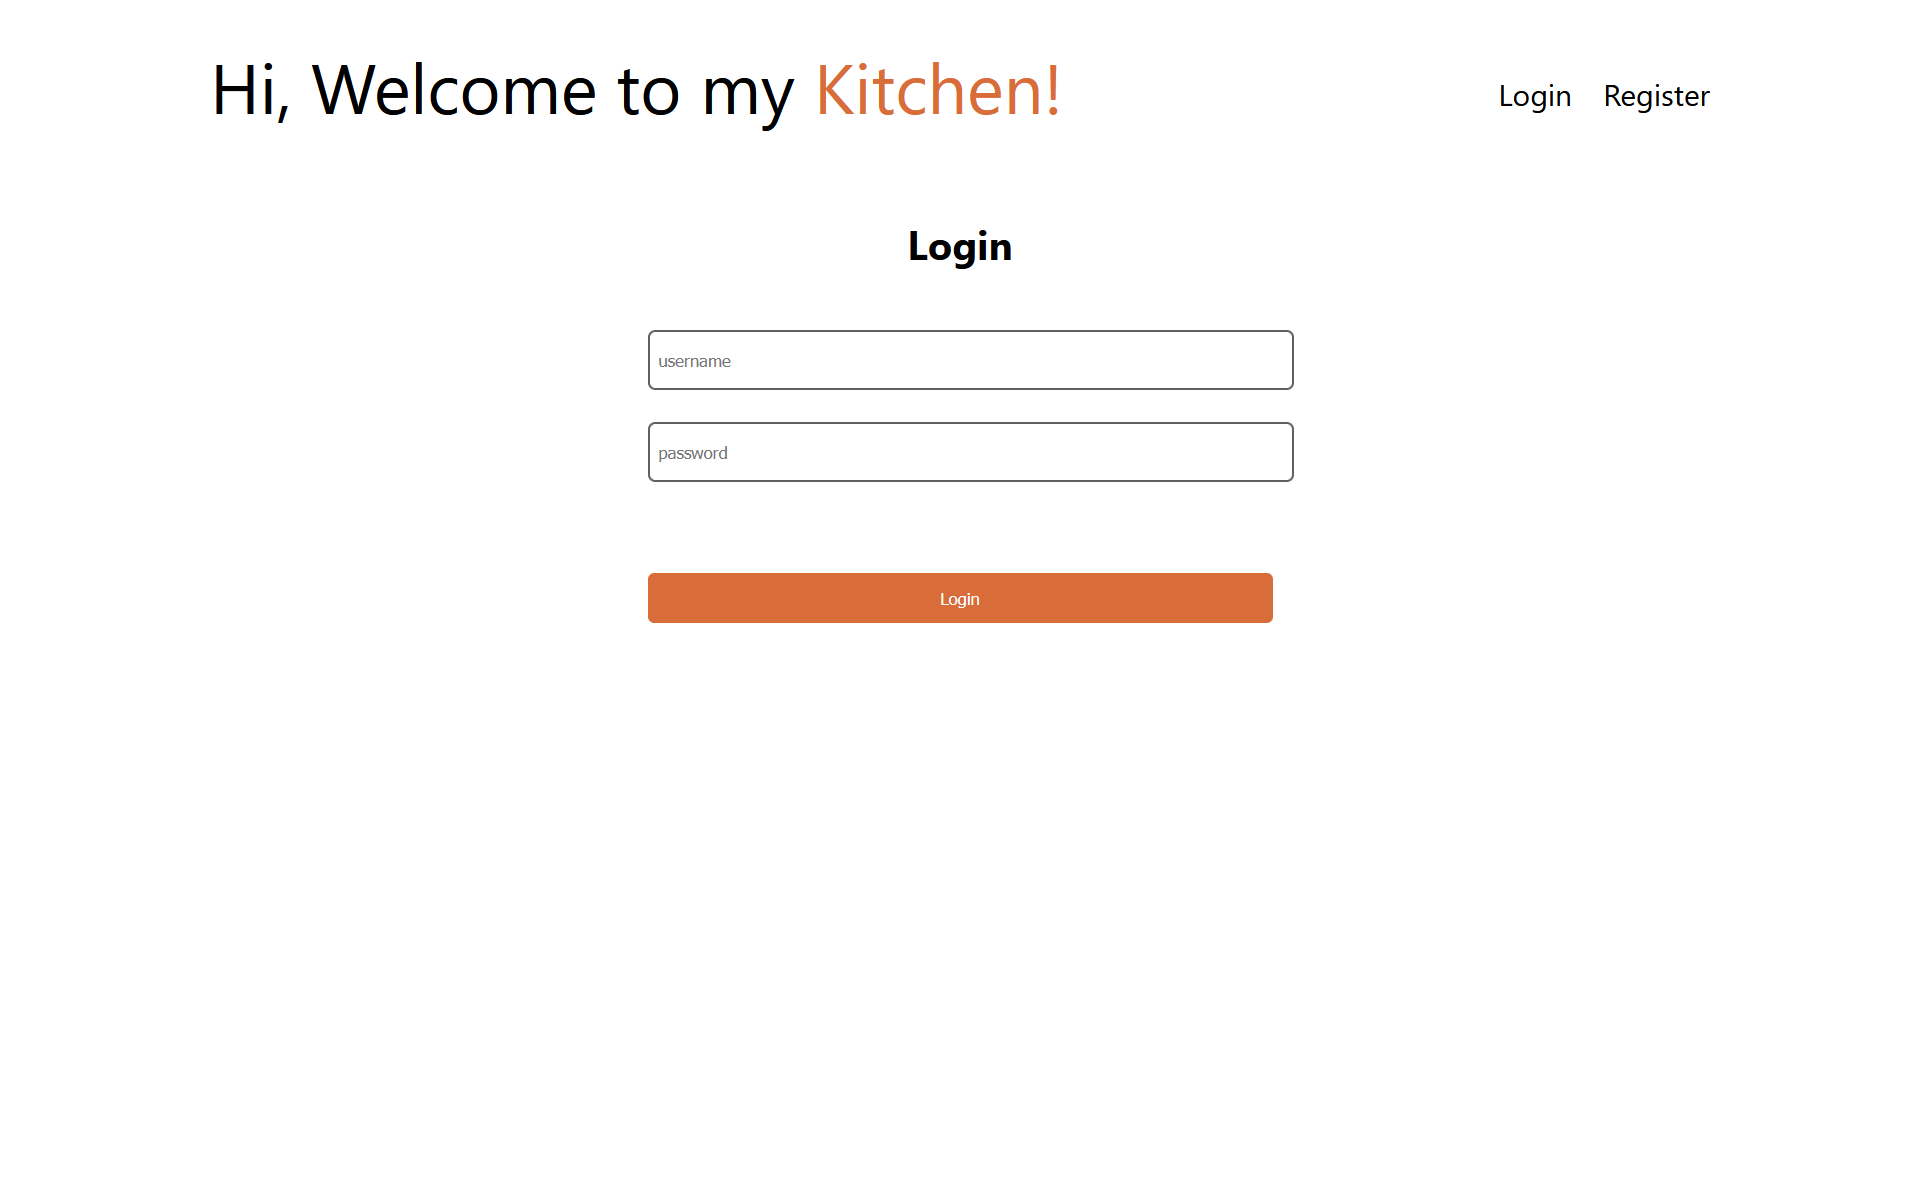 Hi, Welcome to my Kitchen!
Login Register
Login
username
password
Login